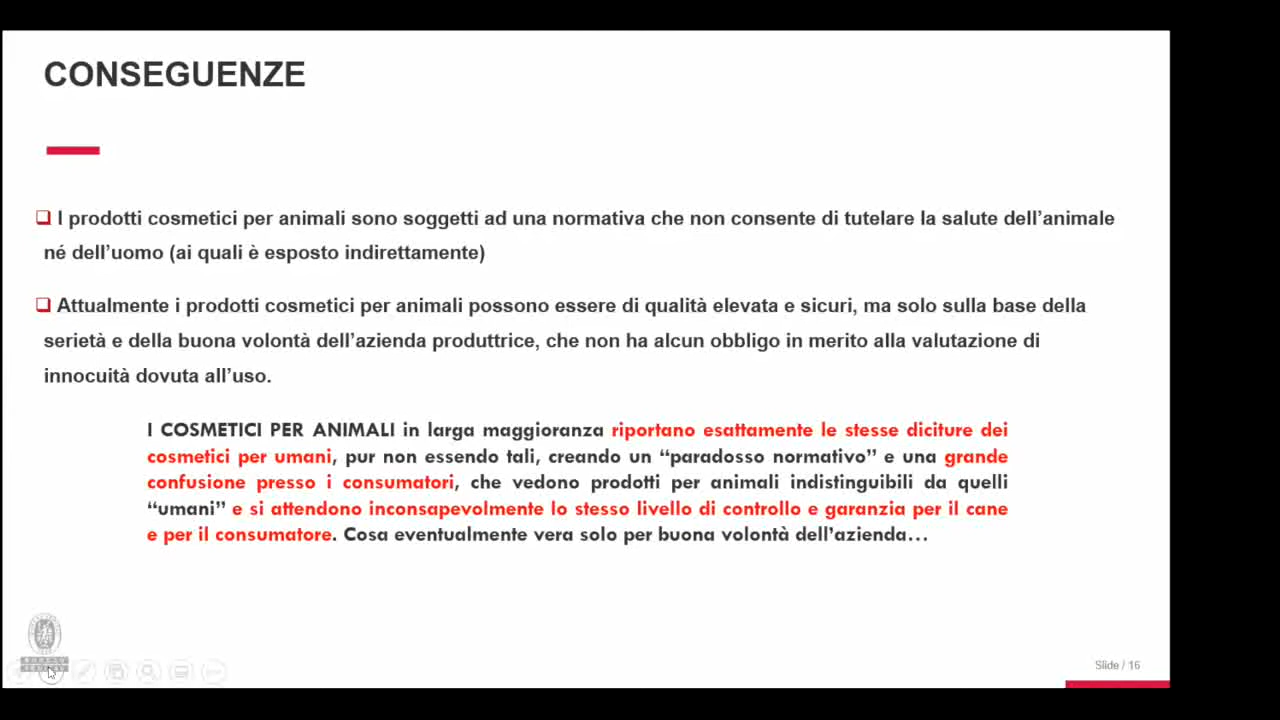 CONSEGUENZE
I prodotti cosmetici per animali sono soggetti ad una normativa che non consente di tutelare la salute dell'animale
né dell'uomo (ai quali è esposto indirettamente)
Attualmente i prodotti cosmetici per animali possono essere di qualità elevata e sicuri, ma solo sulla base della
serietà e della buona volontà dell'azienda produttrice, che non ha alcun obbligo in merito alla valutazione di
innocuità dovuta all'uso.
I COSMETICI PER ANIMALI in larga maggioranza riportano esattamente le stesse diciture dei
cosmetici per umani, pur non essendo tali, creando un “paradosso normativo” e una grande
confusione presso i consumatori, che vedono prodotti per animali indistinguibili da quelli
“umani” e si attendono inconsapevolmente lo stesso livello di controllo e garanzia per il cane
e per il consumatore. Cosa eventualmente vera solo per buona volontà dell'azienda…
Slide / 16